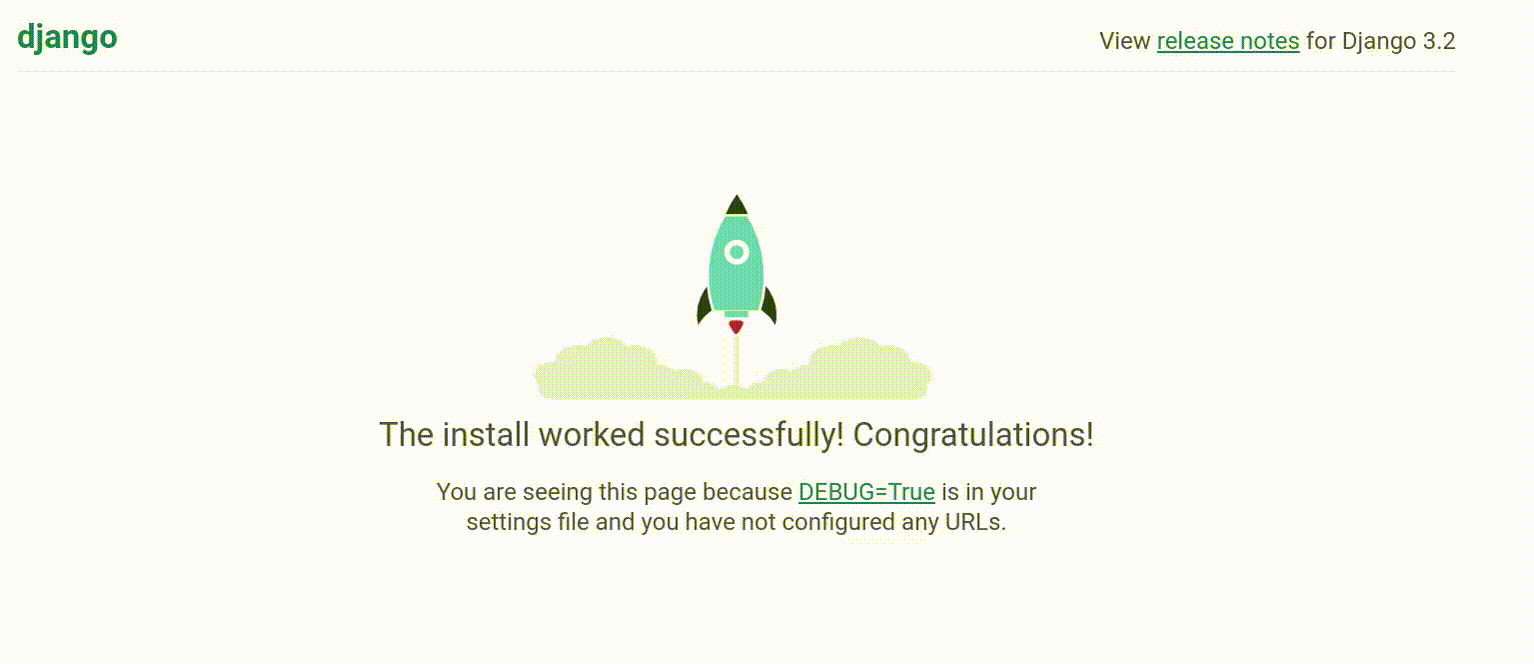 django
View release notes for Django 3.2
The install worked successfully! Congratulations!
You are seeing this page because DEBUG=True is in your
settings file and you have not configured any URLs.